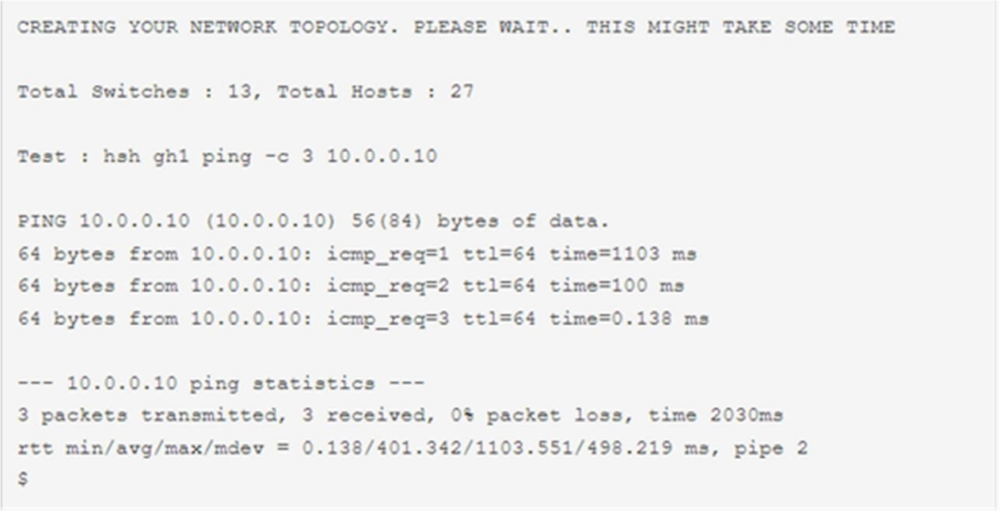 CREATING YOUR NETWORK TOPOLOGY. PLEASE WAIT.. THIS MIGHT TAKE SOME TIME
Total Switches : 13, Total Hosts : 27
Test : hsh gh1 ping -c 3 10.0.0.10
PING 10.0.0.10 (10.0.0.10) 56(84) bytes of data.
64 bytes from 10.0.0.10: icmp_req=1 ttl=64 time=1103 ms
64 bytes from 10.0.0.10: icmp_req=2 ttl=64 time=100 ms
64 bytes from 10.0.0.10: icmp_req=3 ttl=64 time=0.138 ms
--- 10.0.0.10 ping statistics ---
3 packets transmitted, 3 received, 0% packet loss, time 2030ms
rtt min/avg/max/mdev = 0.138/401.342/1103.551/498.219 ms, pipe 2
$